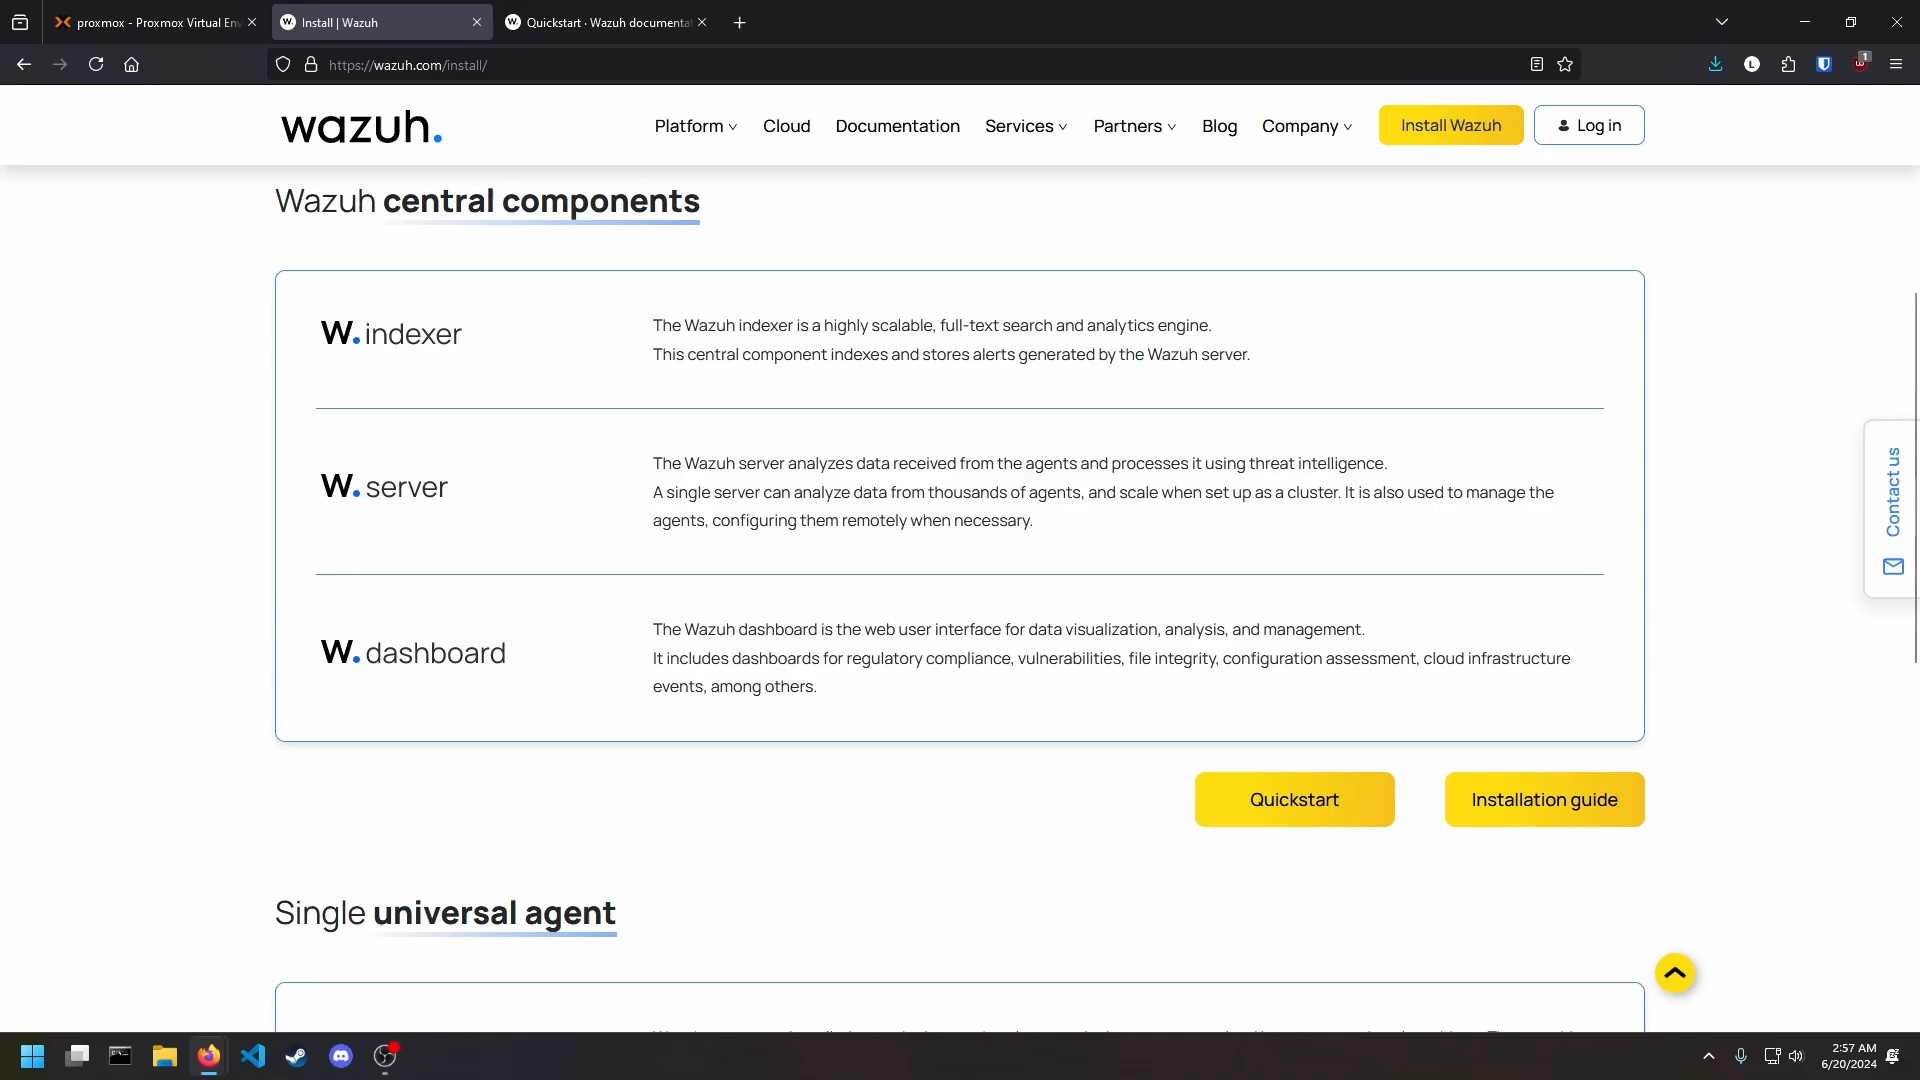 proxmox - Proxmox Virtual Env
Install | Wazuh
Quickstart · Wazuh documentat
https://wazuh.com/install/
L
1
wazuh.
Platform
Cloud
Documentation
Services
Partners
Blog
Company
Install Wazuh
Log in
Wazuh central components
W. indexer
The Wazuh indexer is a highly scalable, full-text search and analytics engine.
This central component indexes and stores alerts generated by the Wazuh server.
W. server
The Wazuh server analyzes data received from the agents and processes it using threat intelligence.
A single server can analyze data from thousands of agents, and scale when set up as a cluster. It is also used to manage the
agents, configuring them remotely when necessary.
W. dashboard
The Wazuh dashboard is the web user interface for data visualization, analysis, and management.
It includes dashboards for regulatory compliance, vulnerabilities, file integrity, configuration assessment, cloud infrastructure
events, among others.
Contact us
Quickstart
Installation guide
Single universal agent
2:57 AM
6/20/2024